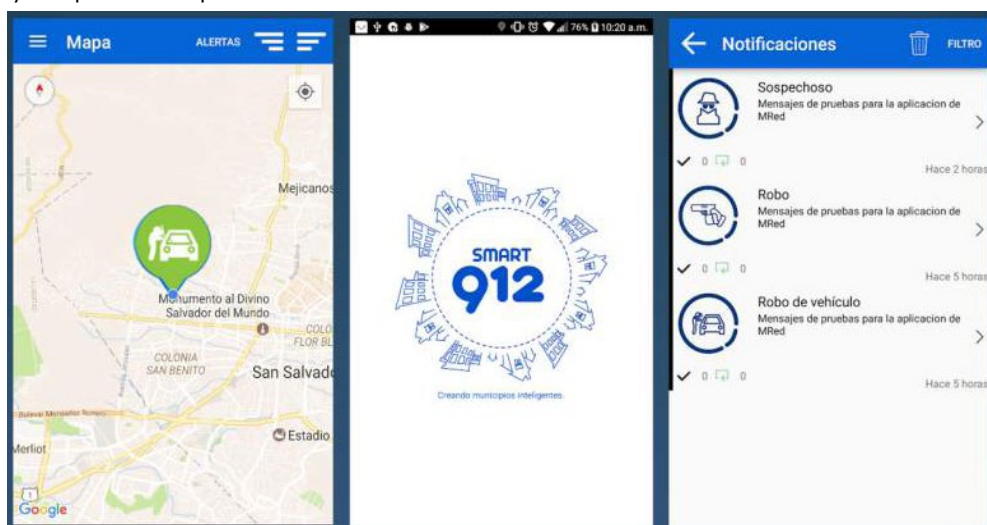 Mapa
ALERTAS
Mejicanos
Monumento al Divino
Salvador del Mundo
COLONIA
SAN BENITO
San Salvad
Estadio
Merliot
1
Google
76% 10:20 a.m.
SMART
912
Creando municipios inteligentes.
Notificaciones
FILTRO
Sospechoso
Mensajes de pruebas para la aplicacion de
MRed
0 0
Hace 2 horas
Robo
Mensajes de pruebas para la aplicacion de
MRed
0 0
Hace 5 horas
Robo de vehículo
Mensajes de pruebas para la aplicacion de
MRed
0 0
Hace 5 horas